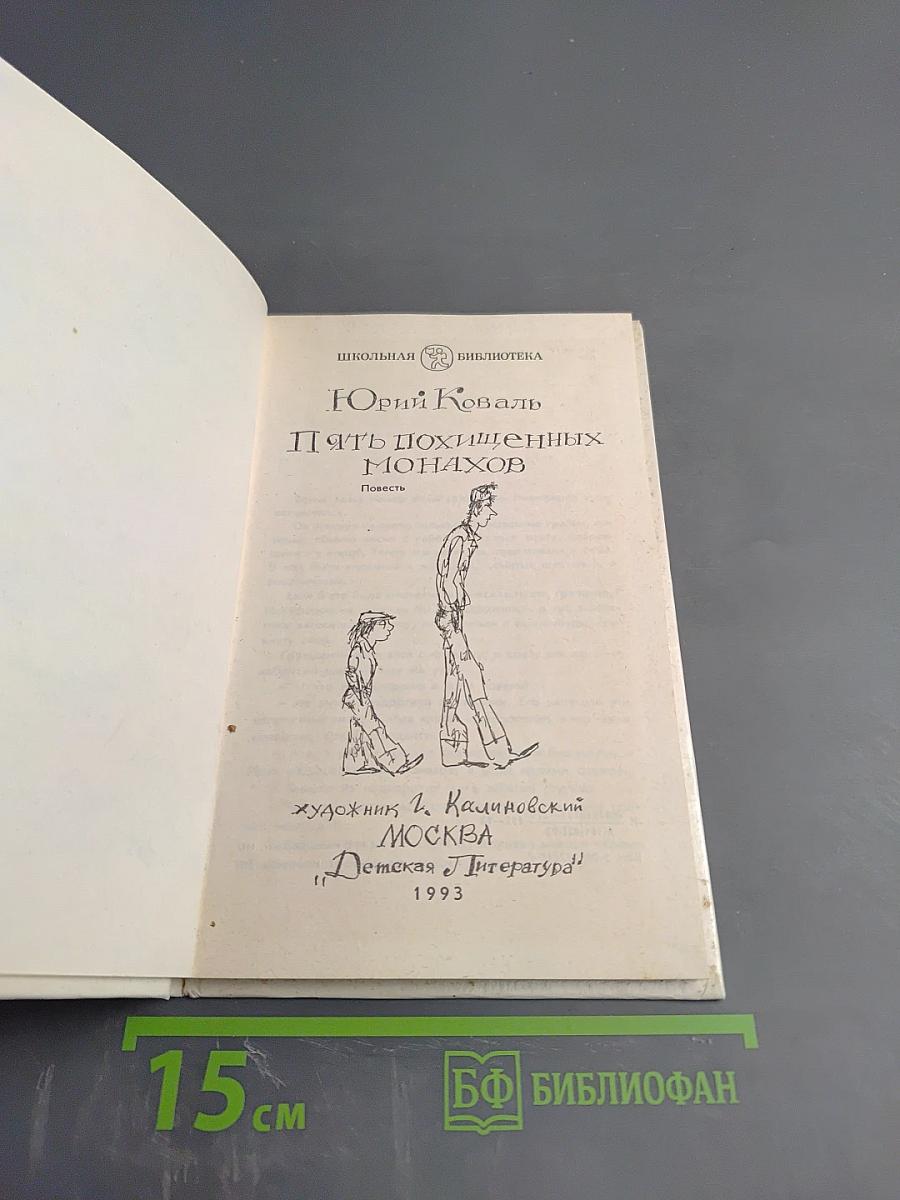 ШКОЛЬНАЯ БИБЛИОТЕКА
Юрий Коваль
Пять похищенных
монахов
Повесть
художник Г. Калиновский
МОСКВА
„Детская Литература"
1993
15 см
БФ БИБЛИОФАН